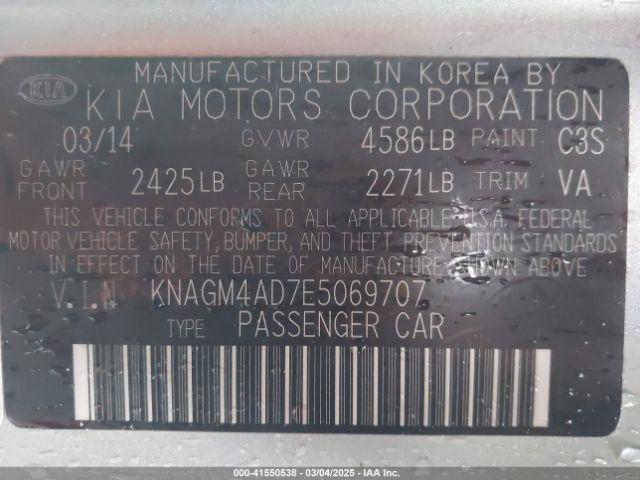 KIA
MANUFACTURED IN KOREA BY
KIA MOTORS CORPORATION
03/14 GVWR 4586LB PAINT C3S
GAWR FRONT 2425LB GAWR REAR 2271LB TRIM VA
THIS VEHICLE CONFORMS TO ALL APPLICABLE U.S.A. FEDERAL
MOTOR VEHICLE SAFETY, BUMPER, AND THEFT PREVENTION STANDARDS
IN EFFECT ON THE DATE OF MANUFACTURE SHOWN ABOVE
V.I.N KNAGM4AD7E5069707
TYPE PASSENGER CAR
000-41550538 - 03/04/2025 - IAA Inc.